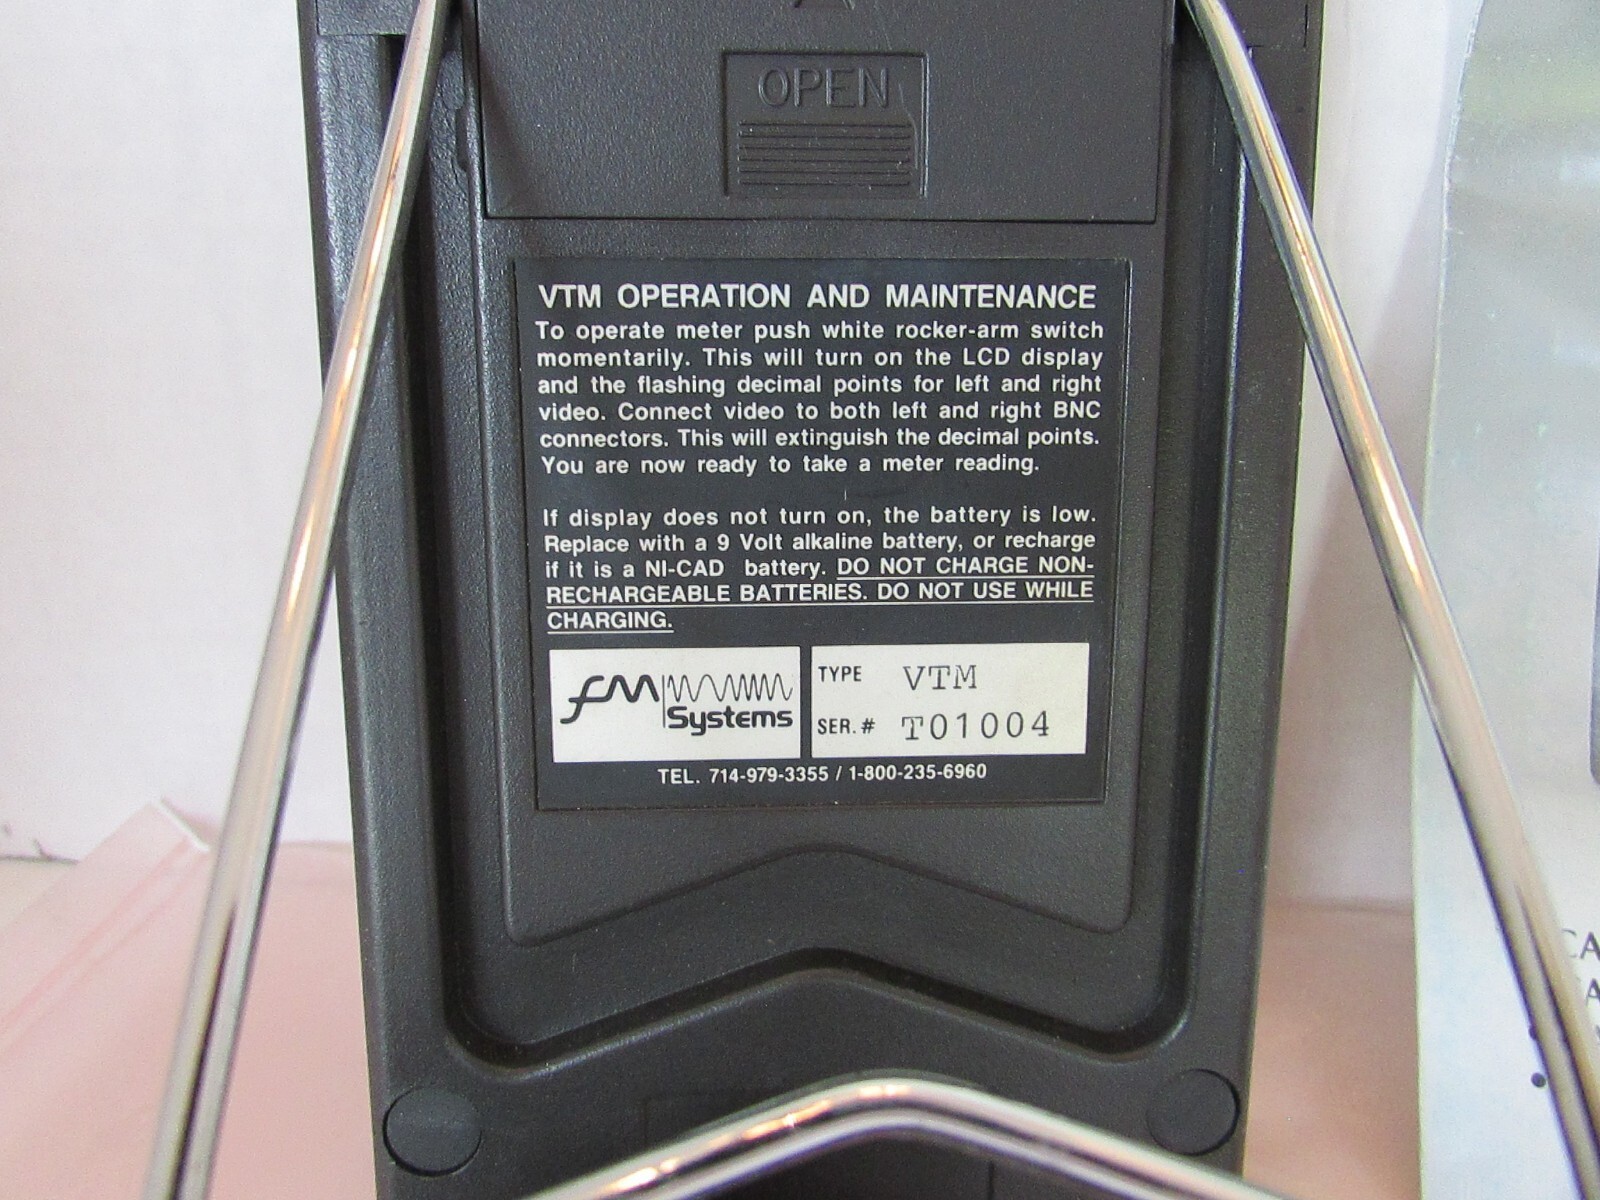 OPEN
VTM OPERATION AND MAINTENANCE
To operate meter push white rocker-arm switch
momentarily. This will turn on the LCD display
and the flashing decimal points for left and right
video. Connect video to both left and right BNC
connectors. This will extinguish the decimal points.
You are now ready to take a meter reading.
If display does not turn on, the battery is low.
Replace with a 9 Volt alkaline battery, or recharge
if it is a NI-CAD battery. DO NOT CHARGE NON-
RECHARGEABLE BATTERIES. DO NOT USE WHILE
CHARGING.
fm Systems
TYPE VTM
SER.# T01004
TEL. 714-979-3355 / 1-800-235-6960